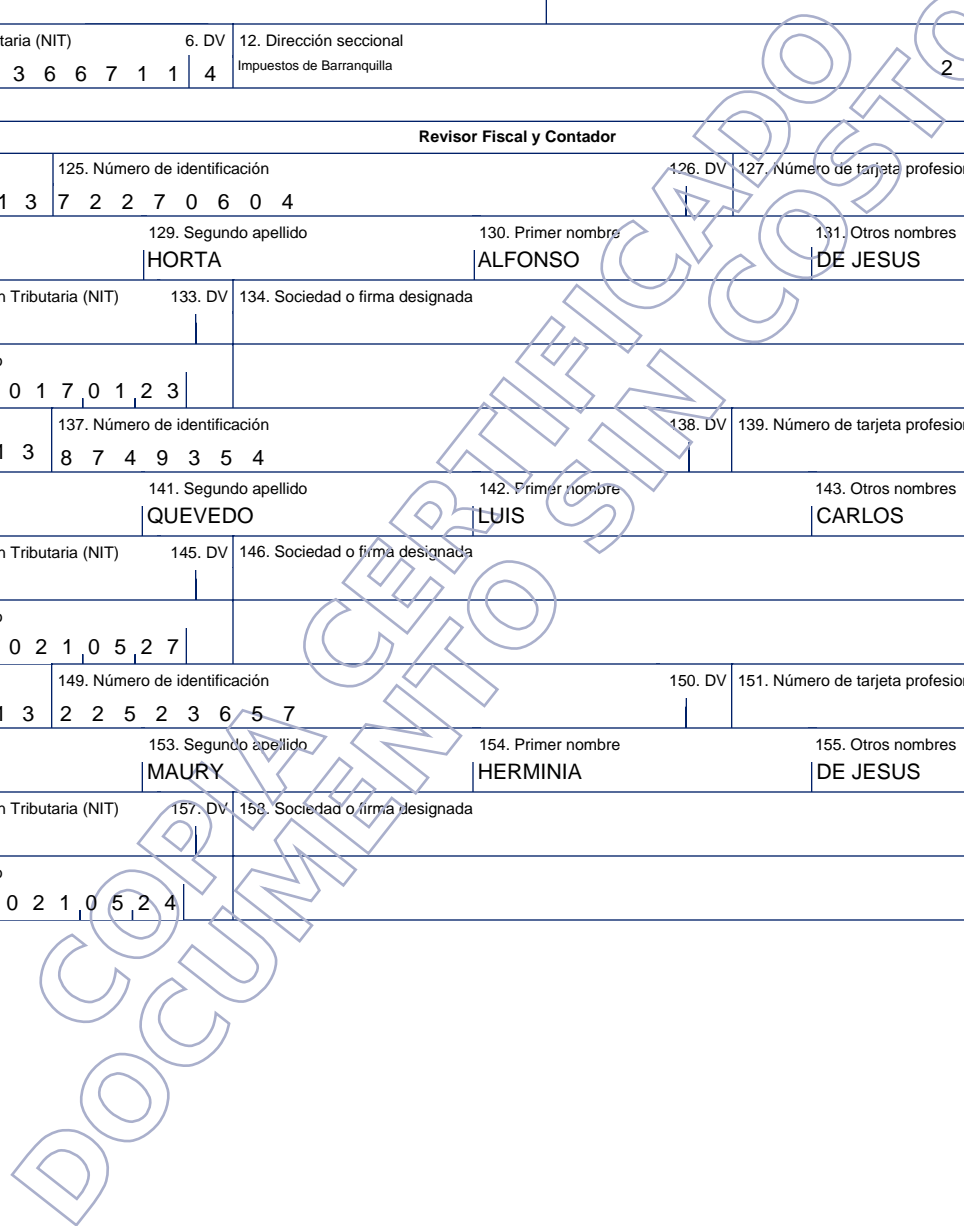 taria (NIT) 6. DV 12. Dirección seccional
3 6 6 7 1 1 4 Impuestos de Barranquilla 2
Revisor Fiscal y Contador
125. Número de identificación 126. DV 127. Número de tarjeta profesion
1 3 7 2 2 7 0 6 0 4
129. Segundo apellido 130. Primer nombre 131. Otros nombres
HORTA ALFONSO DE JESUS
n Tributaria (NIT) 133. DV 134. Sociedad o firma designada
o
0 1 7 0 1 2 3
137. Número de identificación 138. DV 139. Número de tarjeta profesion
1 3 8 7 4 9 3 5 4
141. Segundo apellido 142. Primer nombre 143. Otros nombres
QUEVEDO LUIS CARLOS
n Tributaria (NIT) 145. DV 146. Sociedad o firma designada
o
0 2 1 0 5 2 7
149. Número de identificación 150. DV 151. Número de tarjeta profesion
1 3 2 2 5 2 3 6 5 7
153. Segundo apellido 154. Primer nombre 155. Otros nombres
MAURY HERMINIA DE JESUS
n Tributaria (NIT) 157. DV 158. Sociedad o firma designada
o
0 2 1 0 5 2 4
COPIA CERTIFICADO
DOCUMENTO SIN COSTO